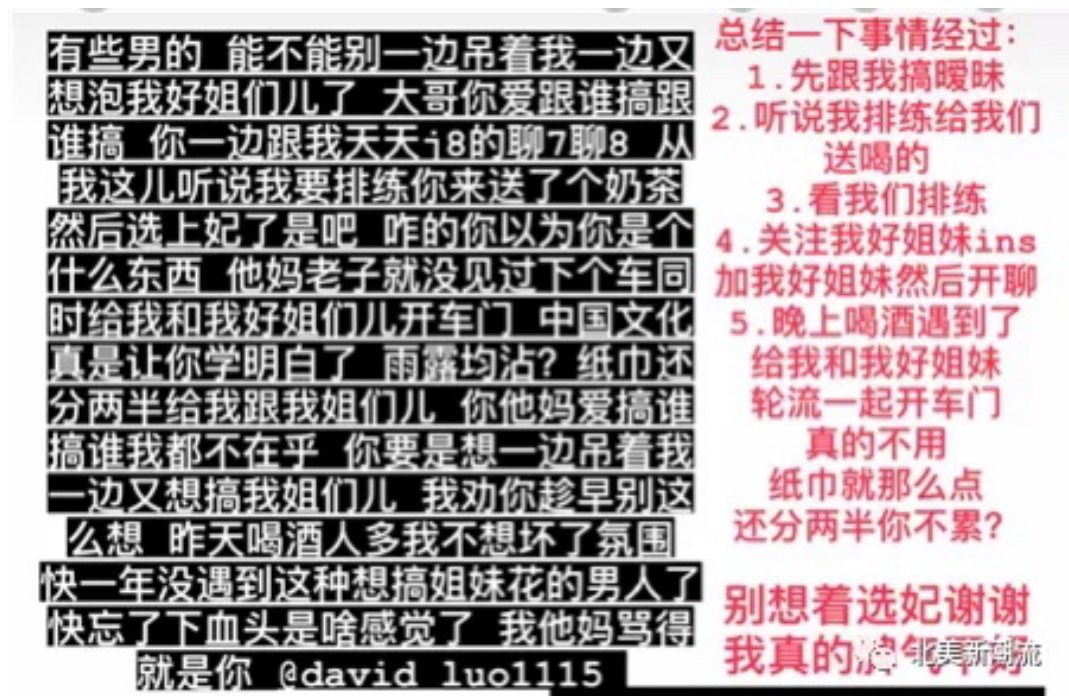 有些男的 能不能别一边吊着我一边又
想泡我好姐们儿了 大哥你爱跟谁搞跟
谁搞 你一边跟我天天j8的聊7聊8 从
我这儿听说我要排练你来送了个奶茶
然后选上妃了是吧 咋的你以为你是个
什么东西 他妈老子就没见过下个车同
时给我和我好姐们儿开车门 中国文化
真是让你学明白了 雨露均沾？纸巾还
分两半给我跟我姐们儿 你他妈爱搞谁
搞谁我都不在乎 你要是想一边吊着我
一边又想搞我姐们儿 我劝你趁早别这
么想 昨天喝酒人多我不想坏了氛围
快一年没遇到这种想搞姐妹花的男人了
快忘了下血头是啥感觉了 我他妈骂得
就是你 @david_luo1115
总结一下事情经过：
1.先跟我搞暧昧
2.听说我排练给我们
送喝的
3.看我们排练
4.关注我好姐妹ins
加我好姐妹然后开聊
5.晚上喝酒遇到了
给我和我好姐妹
轮流一起开车门
真的不用
纸巾就那么点
还分两半你不累？
别想着选妃谢谢
我真的
北美新潮流